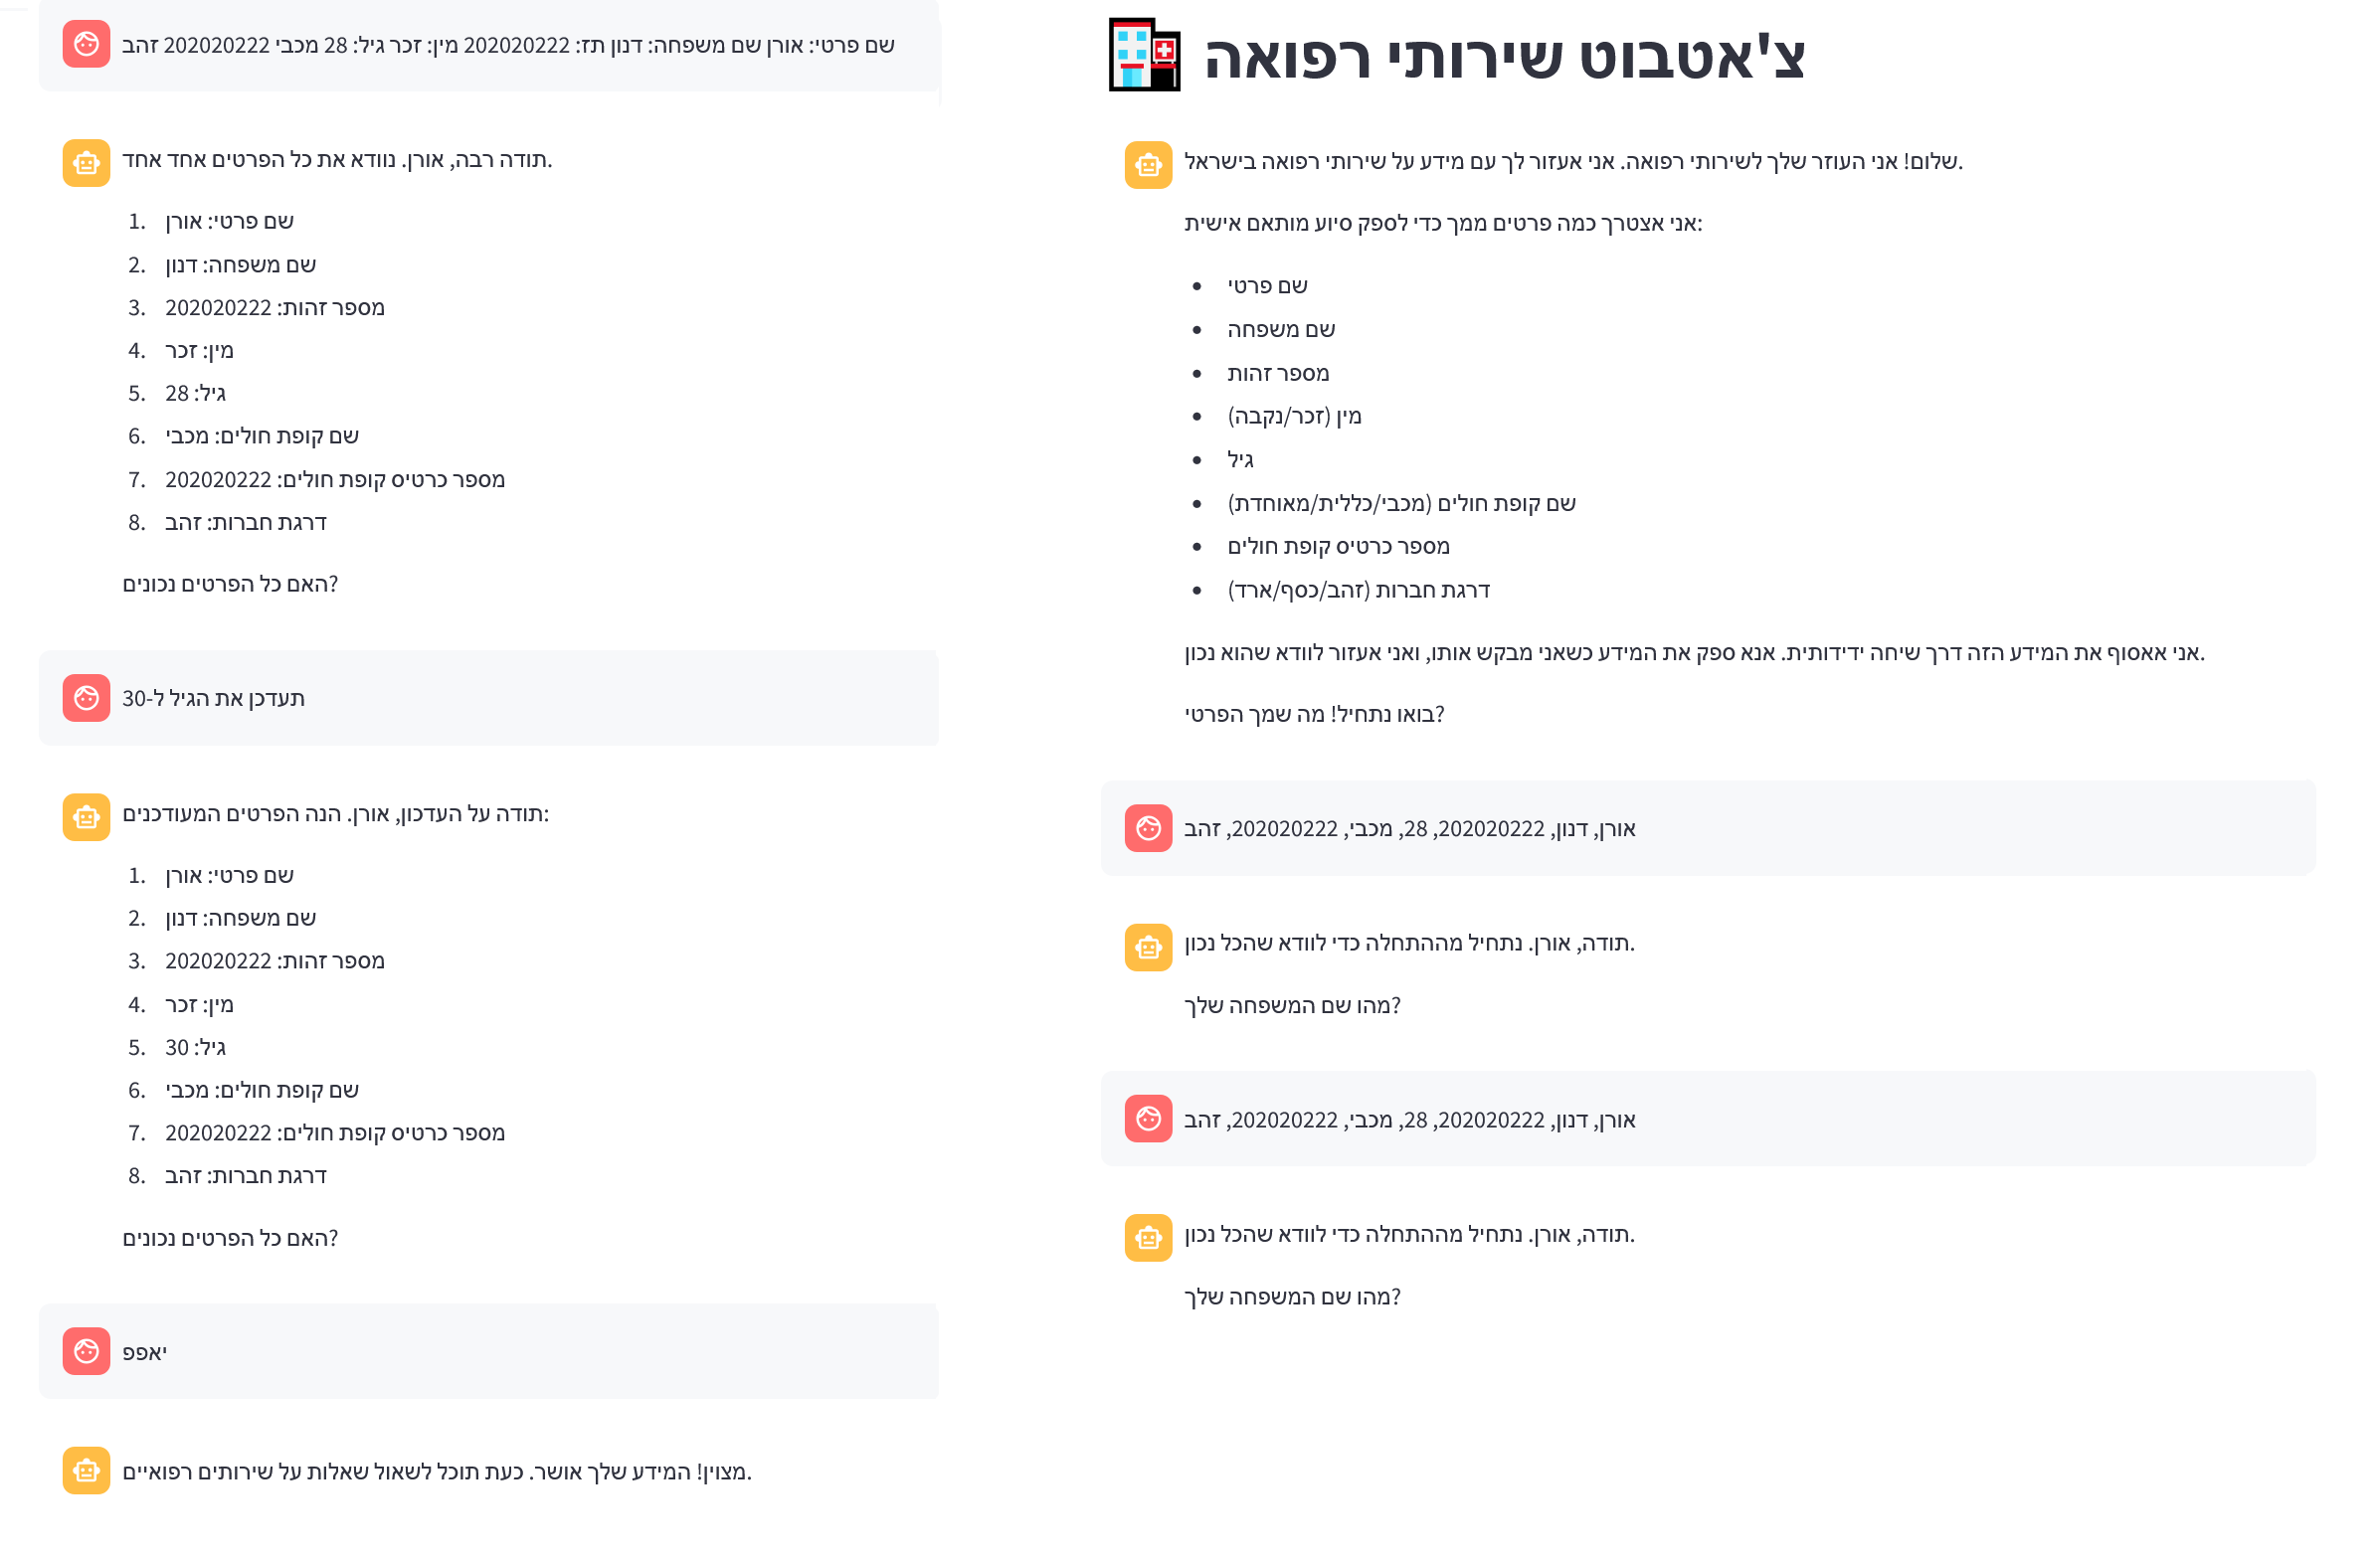 צ'אטבוט שירותי רפואה
שלום! אני העוזר שלך לשירותי רפואה. אני אעזור לך עם מידע על שירותי רפואה בישראל.
אני אצטרך כמה פרטים ממך כדי לספק סיוע מותאם אישית:
• שם פרטי
• שם משפחה
• מספר זהות
• מין (זכר/נקבה)
• גיל
• שם קופת חולים (מכבי/כללית/מאוחדת)
• מספר כרטיס קופת חולים
• דרגת חברות (זהב/כסף/ארד)
אני אאסוף את המידע הזה דרך שיחה ידידותית. אנא ספק את המידע כשאני מבקש אותו, ואני אעזור לוודא שהוא נכון.
בואו נתחיל! מה שמך הפרטי?
אורן, דנון, 202020222, 28, מכבי, 202020222, זהב
תודה, אורן. נתחיל מההתחלה כדי לוודא שהכל נכון.
מהו שם המשפחה שלך?
אורן, דנון, 202020222, 28, מכבי, 202020222, זהב
תודה, אורן. נתחיל מההתחלה כדי לוודא שהכל נכון.
מהו שם המשפחה שלך?
שם פרטי: אורן שם משפחה: דנון תז: 202020222 מין: זכר גיל: 28 מכבי 202020222 זהב
תודה רבה, אורן. נוודא את כל הפרטים אחד אחד.
1. שם פרטי: אורן
2. שם משפחה: דנון
3. מספר זהות: 202020222
4. מין: זכר
5. גיל: 28
6. שם קופת חולים: מכבי
7. מספר כרטיס קופת חולים: 202020222
8. דרגת חברות: זהב
האם כל הפרטים נכונים?
תעדכן את הגיל ל-30
תודה על העדכון, אורן. הנה הפרטים המעודכנים:
1. שם פרטי: אורן
2. שם משפחה: דנון
3. מספר זהות: 202020222
4. מין: זכר
5. גיל: 30
6. שם קופת חולים: מכבי
7. מספר כרטיס קופת חולים: 202020222
8. דרגת חברות: זהב
האם כל הפרטים נכונים?
יאפפ
מצוין! המידע שלך אושר. כעת תוכל לשאול שאלות על שירותים רפואיים.